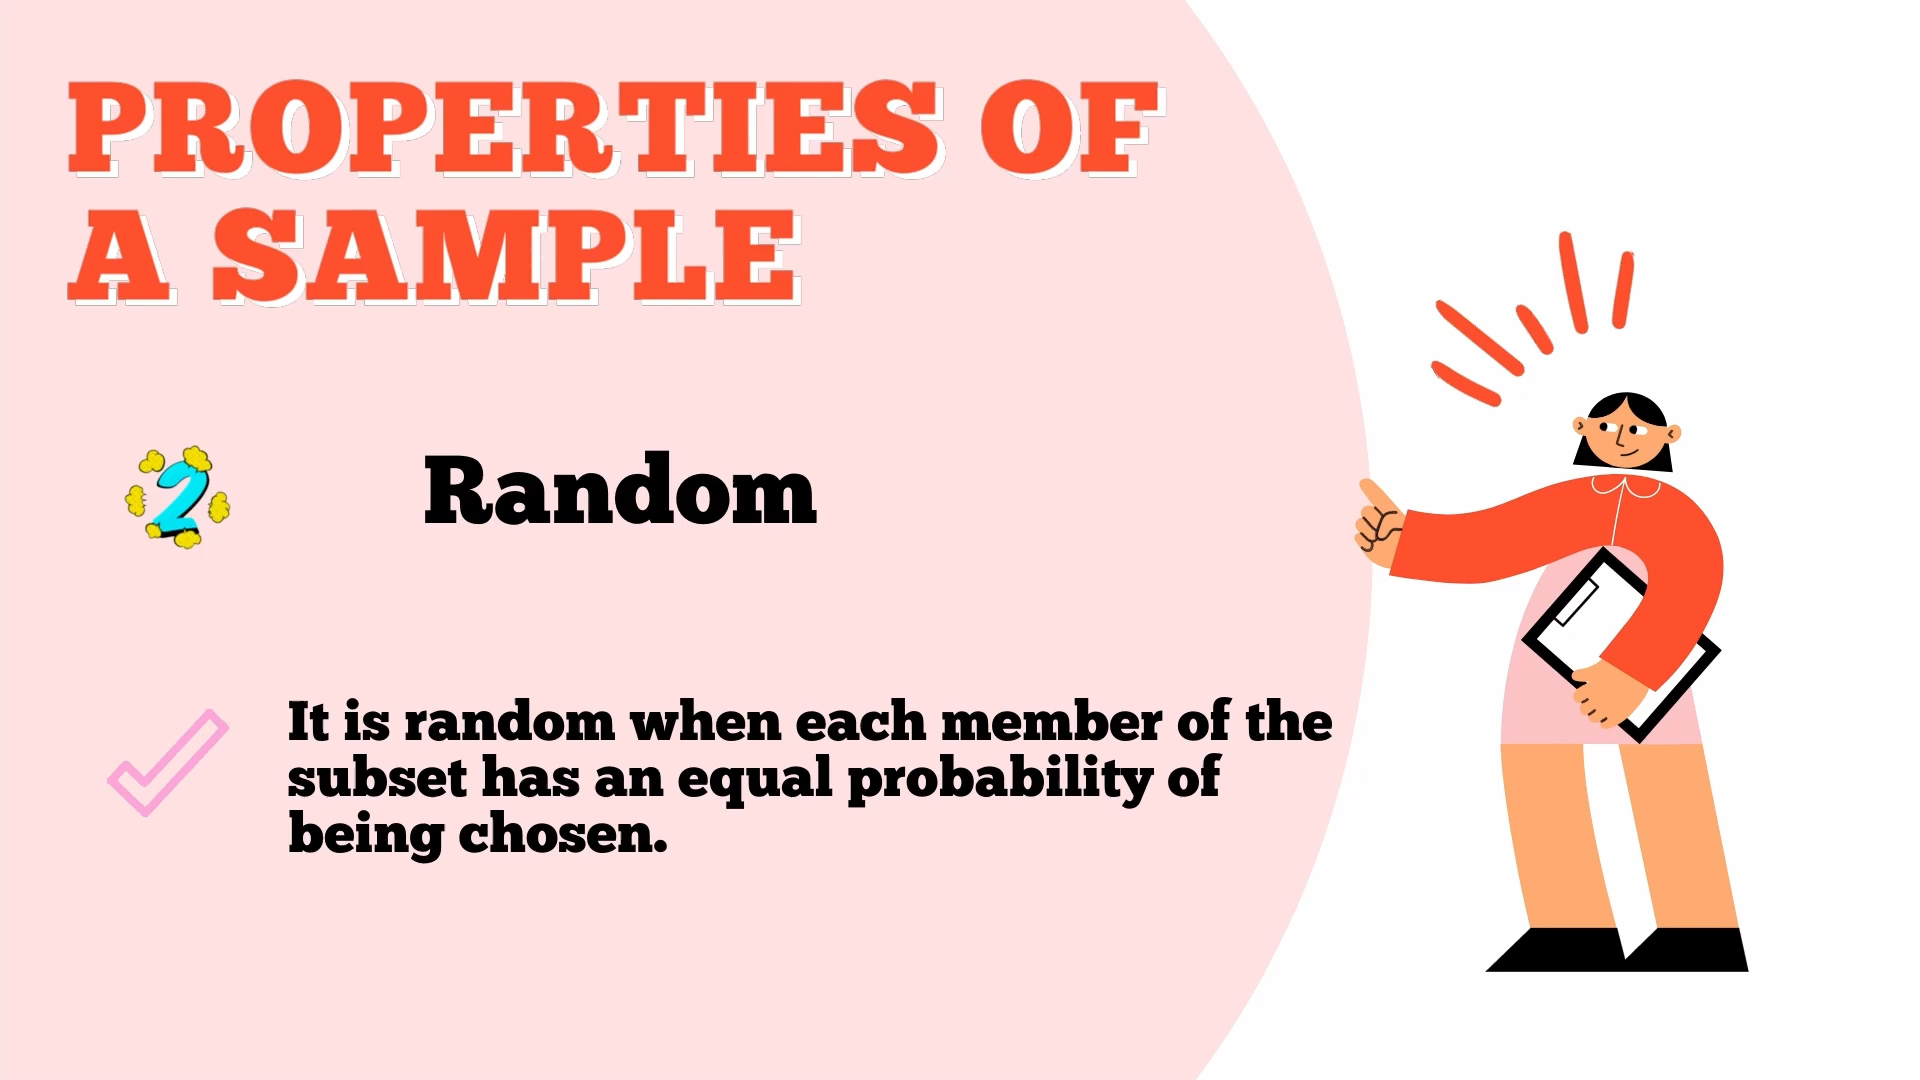 PROPERTIES OF
A SAMPLE
2
Random
It is random when each member of the
subset has an equal probability of
being chosen.